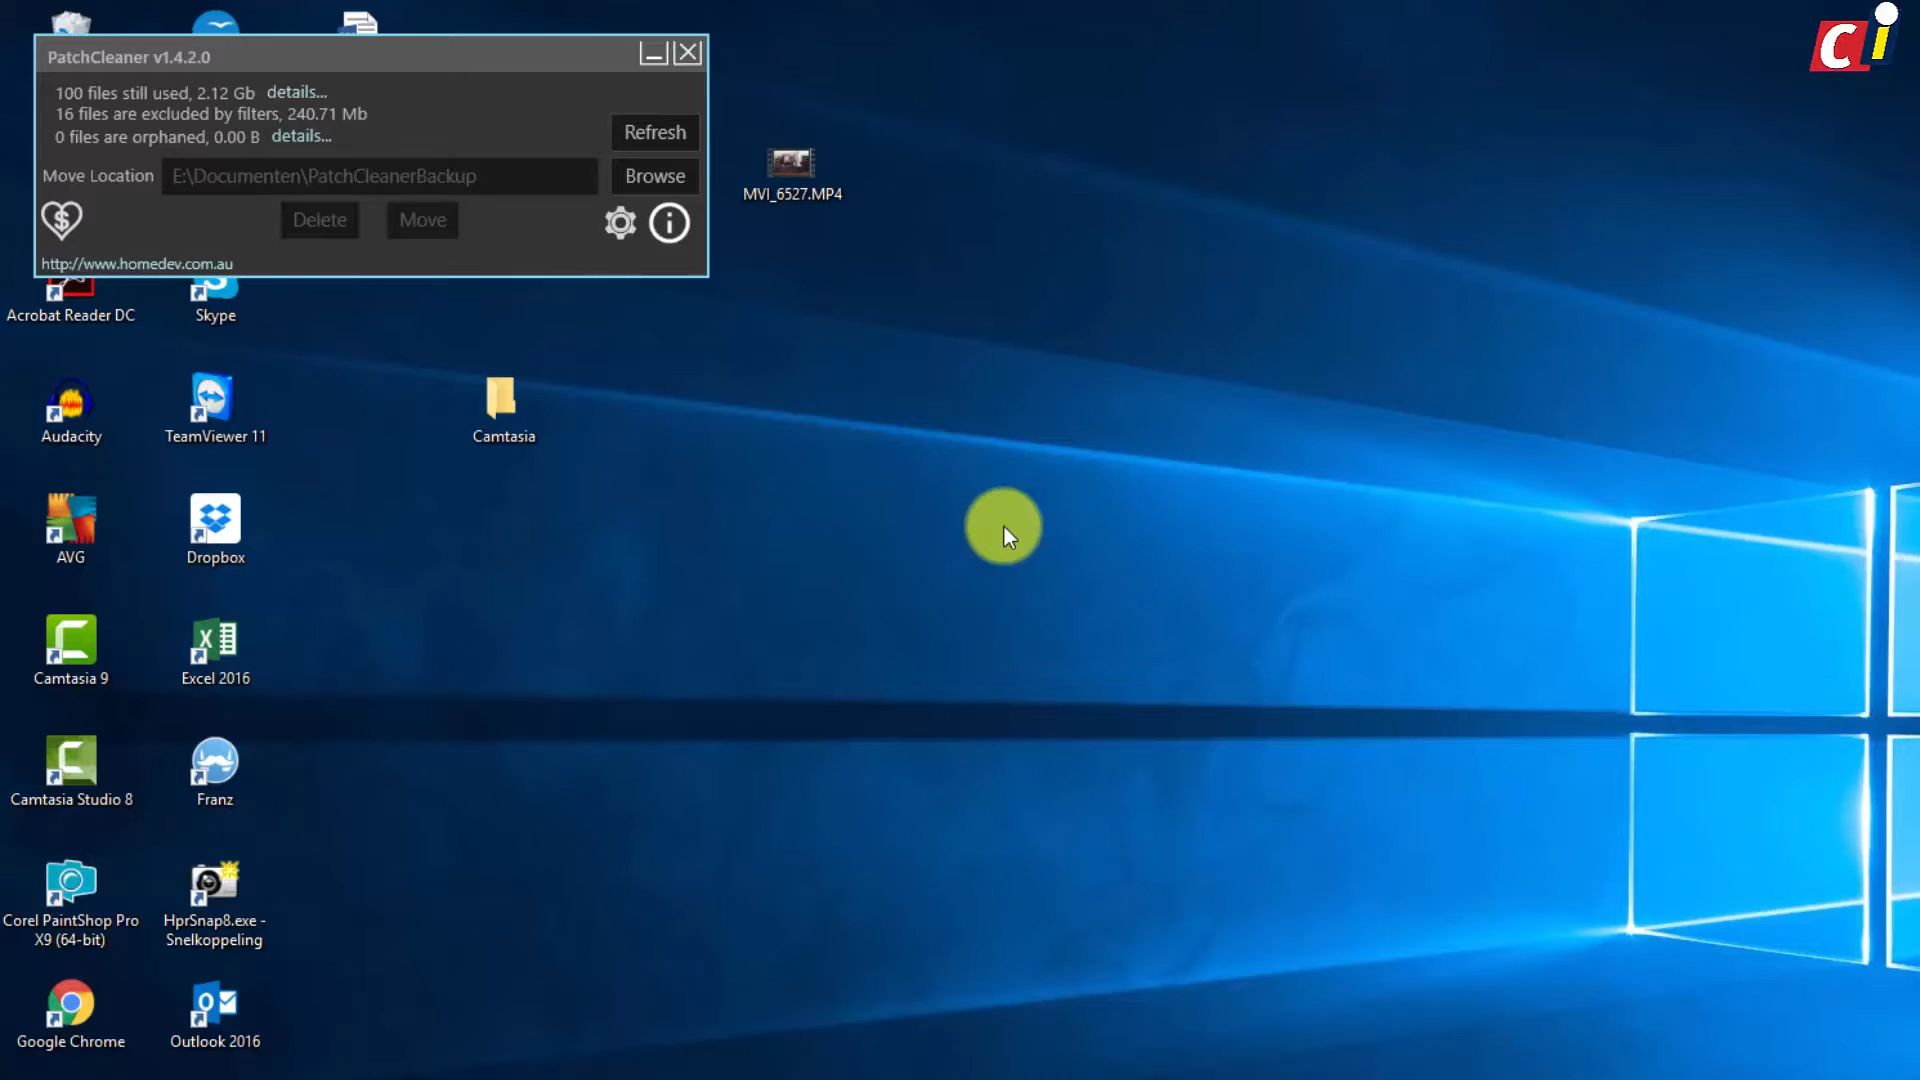 PatchCleaner v1.4.2.0
100 files still used, 2.12 Gb details...
16 files are excluded by filters, 240.71 Mb
0 files are orphaned, 0.00 B details...
Refresh
Move Location E:\Documenten\PatchCleanerBackup Browse
Delete Move
http://www.homedev.com.au
Ci
MVI_6527.MP4
Acrobat Reader DC
Skype
Audacity
TeamViewer 11
Camtasia
AVG
Dropbox
Camtasia 9
Excel 2016
Camtasia Studio 8
Franz
Corel PaintShop Pro
X9 (64-bit)
HprSnap8.exe -
Snelkoppeling
Google Chrome
Outlook 2016